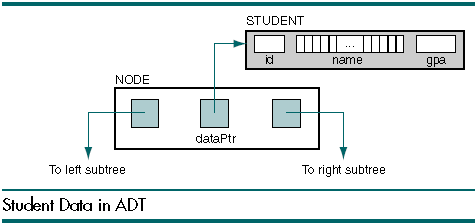 STUDENT
...
id name gpa
NODE
dataPtr
To left subtree To right subtree
Student Data in ADT